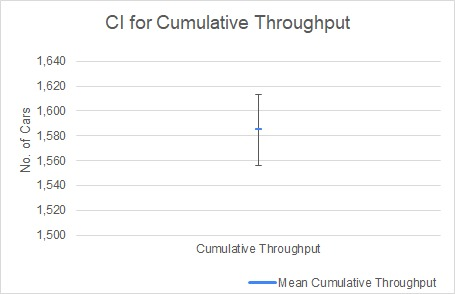 CI for Cumulative Throughput
1,640
1,620
1,600
1,580
1,560
1,540
1,520
1,500
No. of Cars
Cumulative Throughput
Mean Cumulative Throughput